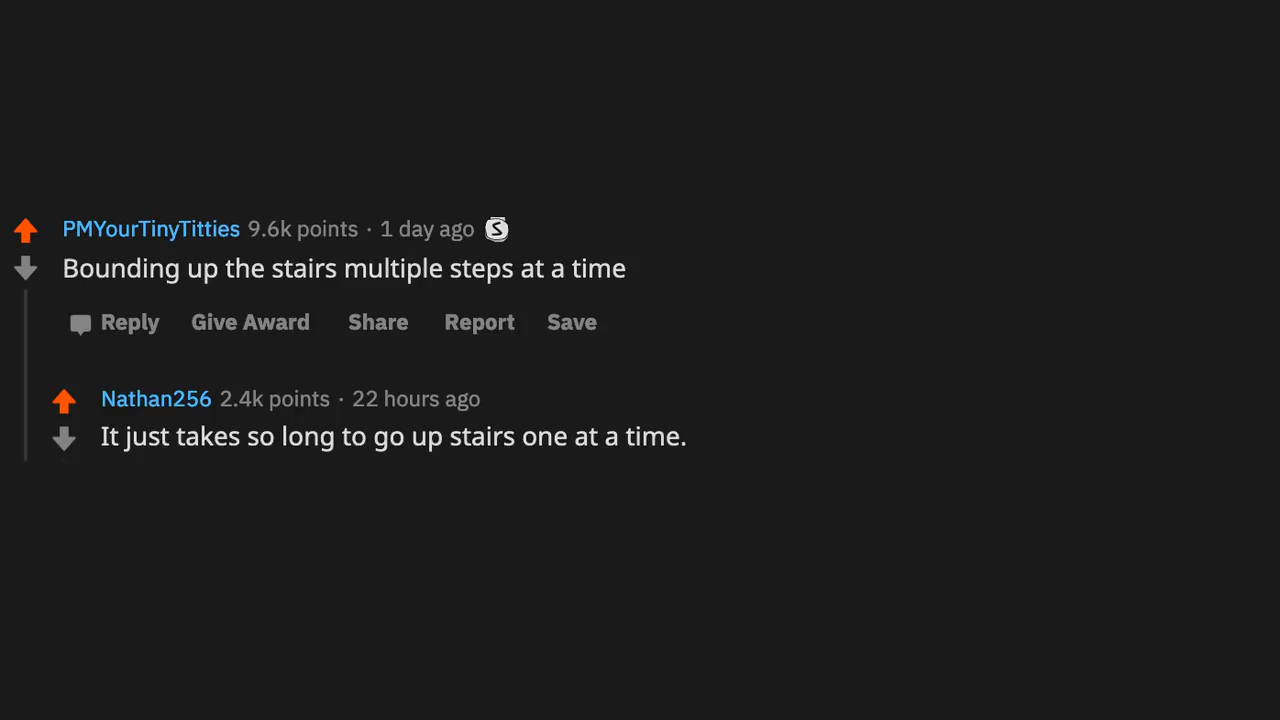 PMYourTinyTitties 9.6k points · 1 day ago S
Bounding up the stairs multiple steps at a time
Reply Give Award Share Report Save
Nathan256 2.4k points · 22 hours ago
It just takes so long to go up stairs one at a time.